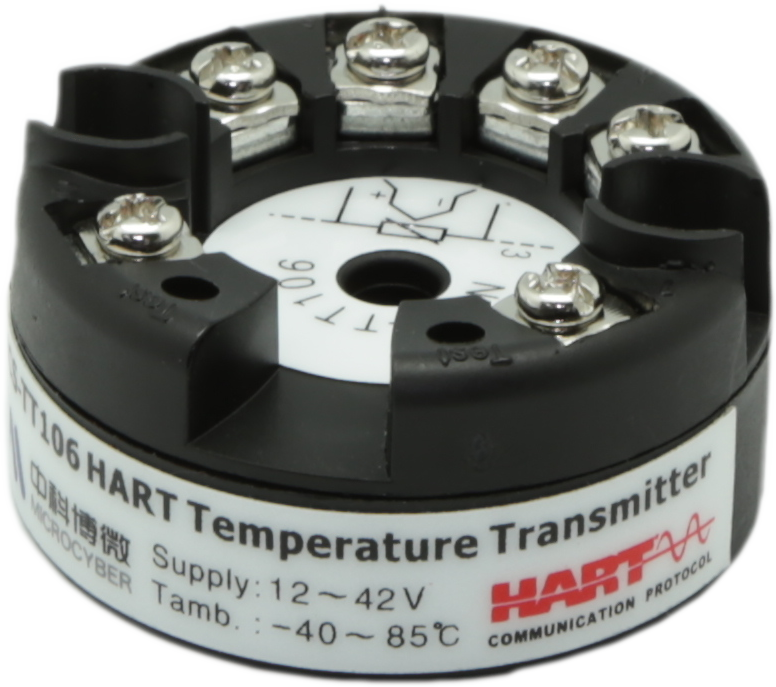 + -
3
-TT106
Test
Test
-TT106 HART Temperature Transmitter
中科博微
MICROCYBER
Supply:12~42V
Tamb.:-40~85℃
HART
COMMUNICATION PROTOCOL